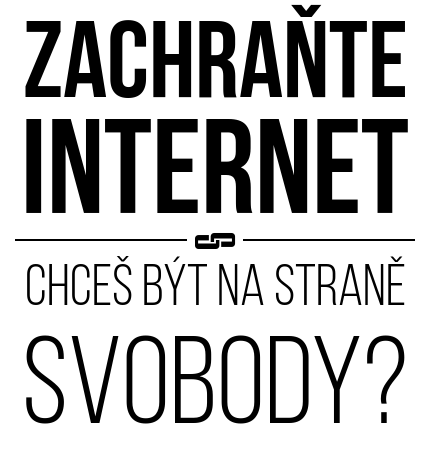 ZACHRAŇTE
INTERNET
CHCEŠ BÝT NA STRANĚ
SVOBODY?